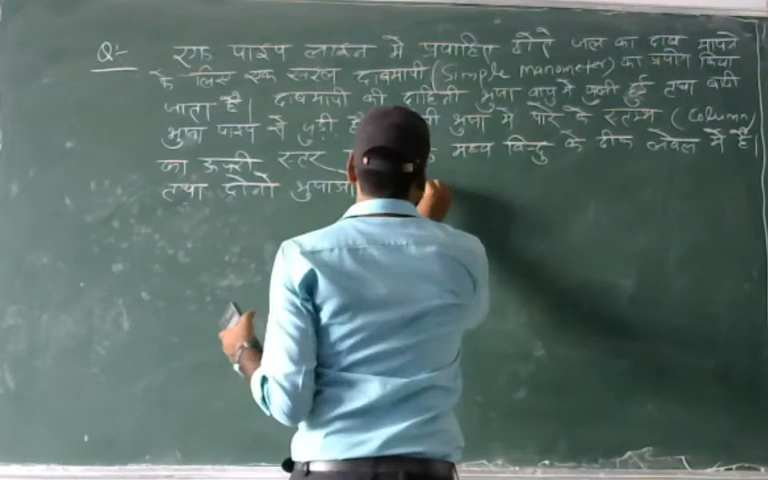 Q:- एक पाइप लाइन में प्रवाहित होते जल का दाब मापने
के लिए एक सरल दाबमापी (Simple manometer) का प्रयोग किया
जाता है। दाबमापी की दाहिनी भुजा वायु में खुली हुई तथा बायी
भुजा पाइप से जुड़ी भुजा में पारे के स्तम्भ (Column)
का ऊपरी स्तर मध्य बिन्दु के ठीक लेवल में है।
तथा दोनो